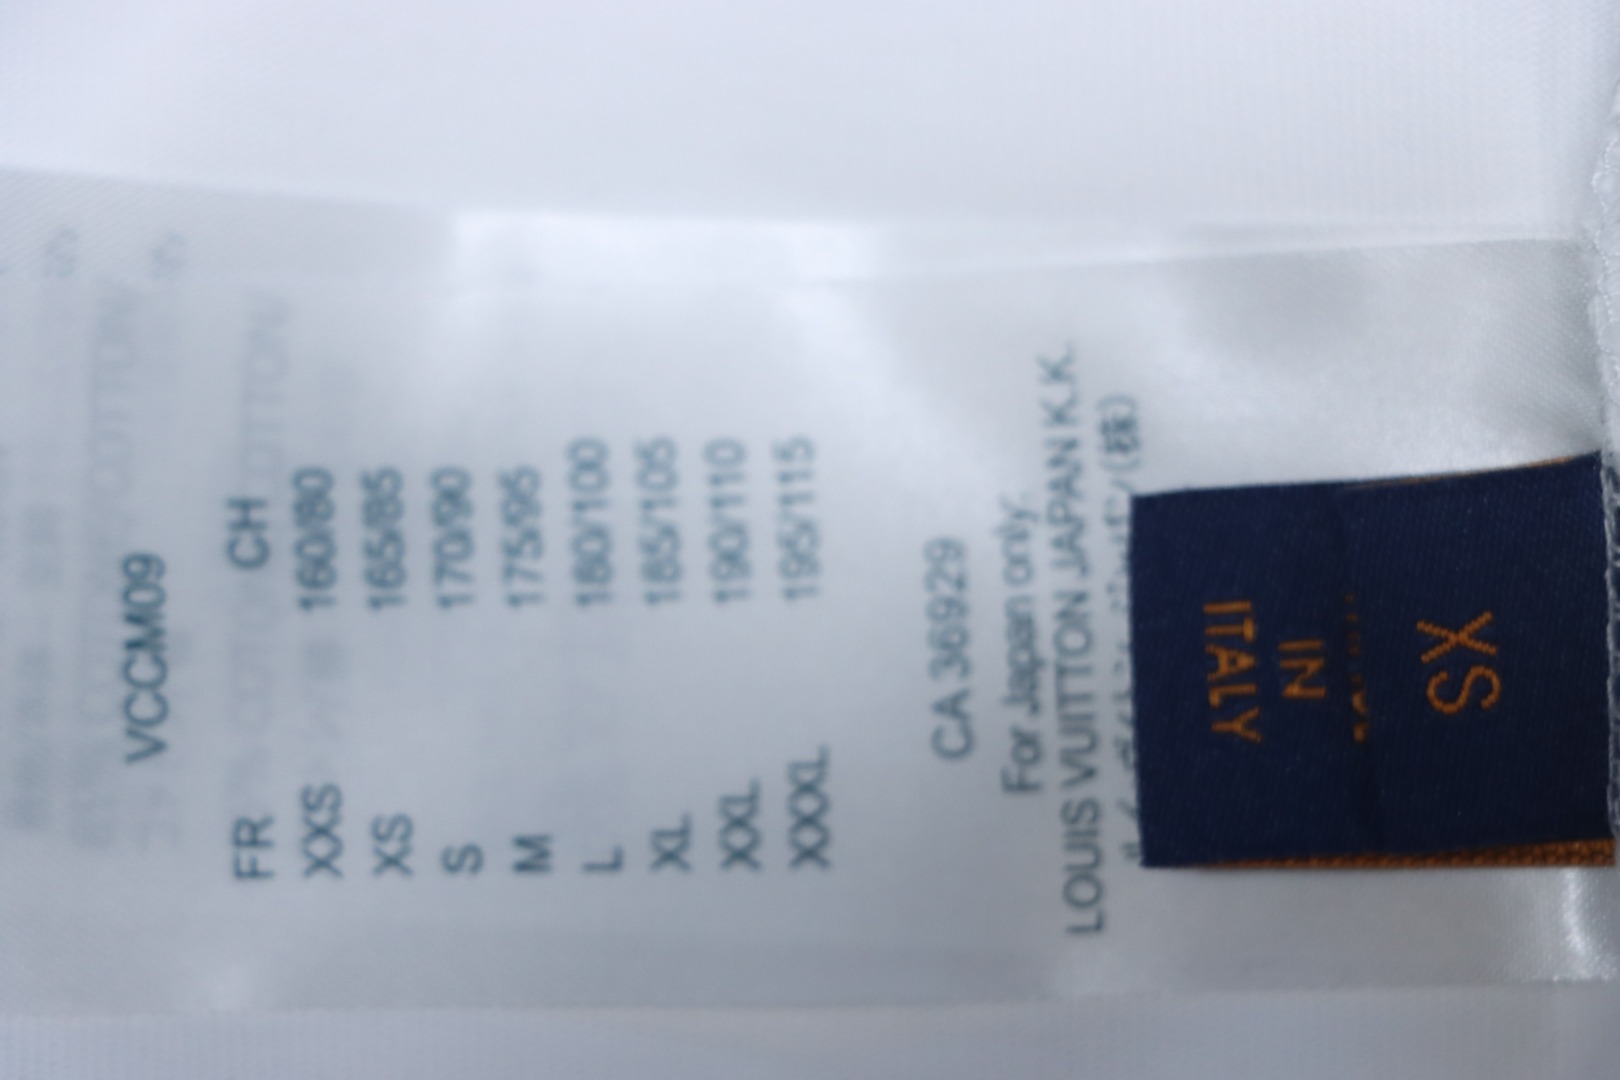 VCCM09
FR CH
XXS 160/80
XS 165/85
S 170/90
M 175/95
L 180/100
XL 185/105
XXL 190/110
XXXL 195/115
CA 36929
For Japan only.
LOUIS VUITTON JAPAN K.K.
XS
IN
ITALY